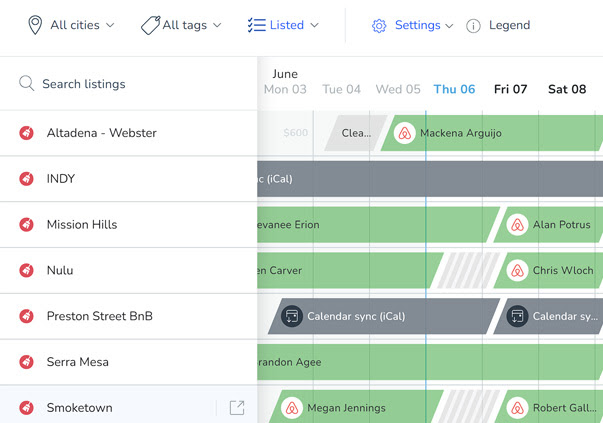 All cities All tags Listed Settings Legend
Search listings
June
Mon 03 Tue 04 Wed 05 Thu 06 Fri 07 Sat 08
Altadena - Webster $600 Clea... Mackena Arguijo
INDY c (iCal)
Mission Hills evanee Erion Alan Potrus
Nulu en Carver Chris Wloch
Preston Street BnB Calendar sync (iCal) Calendar sy...
Serra Mesa randon Agee
Smoketown Megan Jennings Robert Gall...